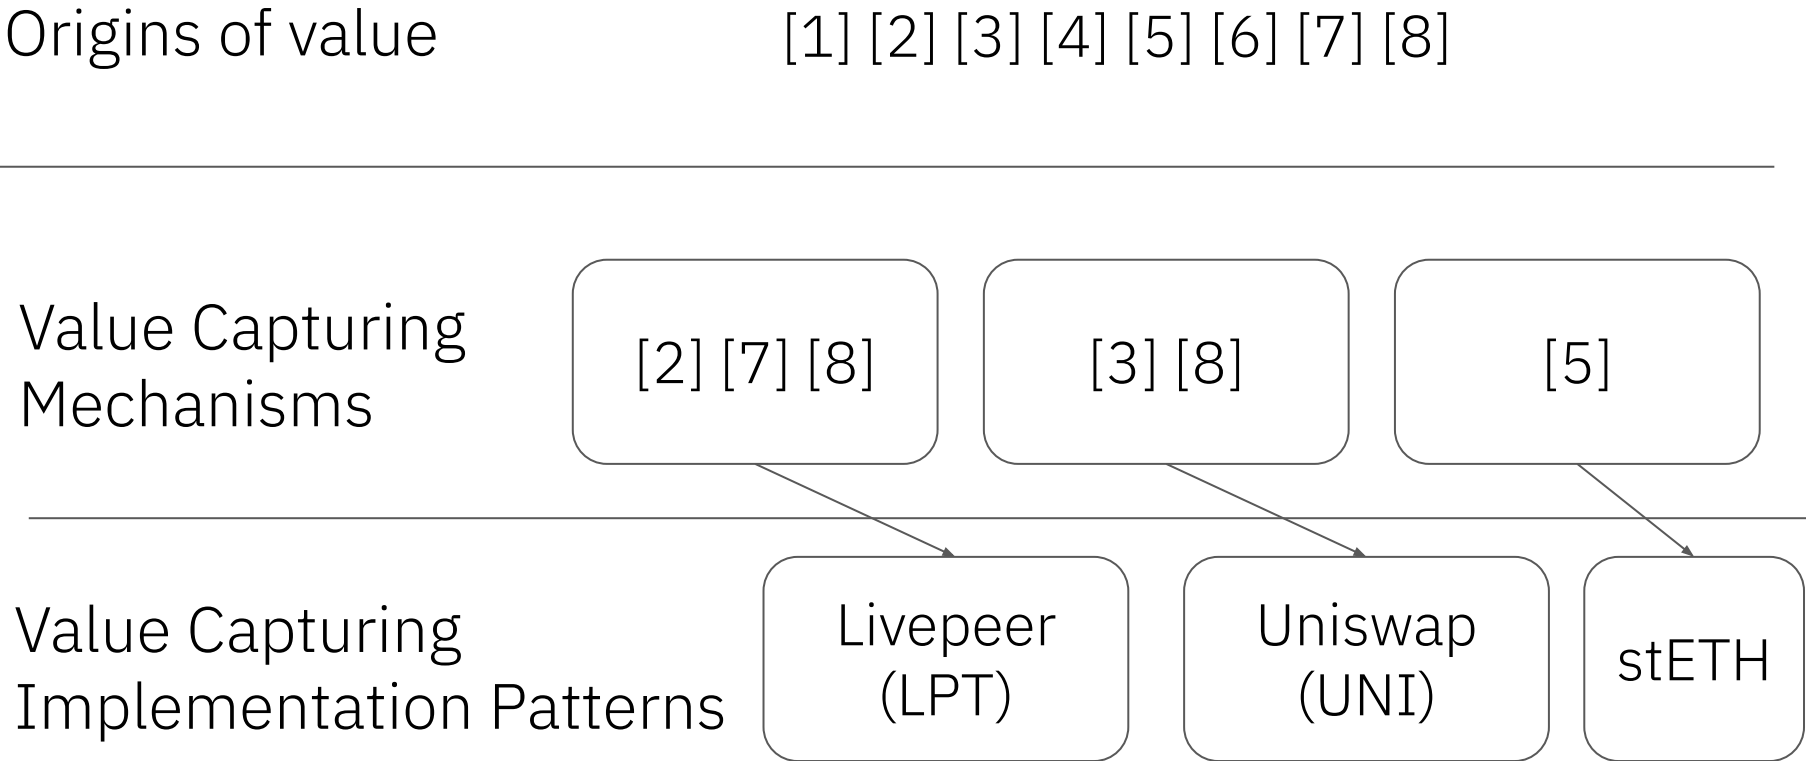 Origins of value
[1] [2] [3] [4] [5] [6] [7] [8]
Value Capturing
Mechanisms
[2] [7] [8]
[3] [8]
[5]
Value Capturing
Implementation Patterns
Livepeer
(LPT)
Uniswap
(UNI)
stETH